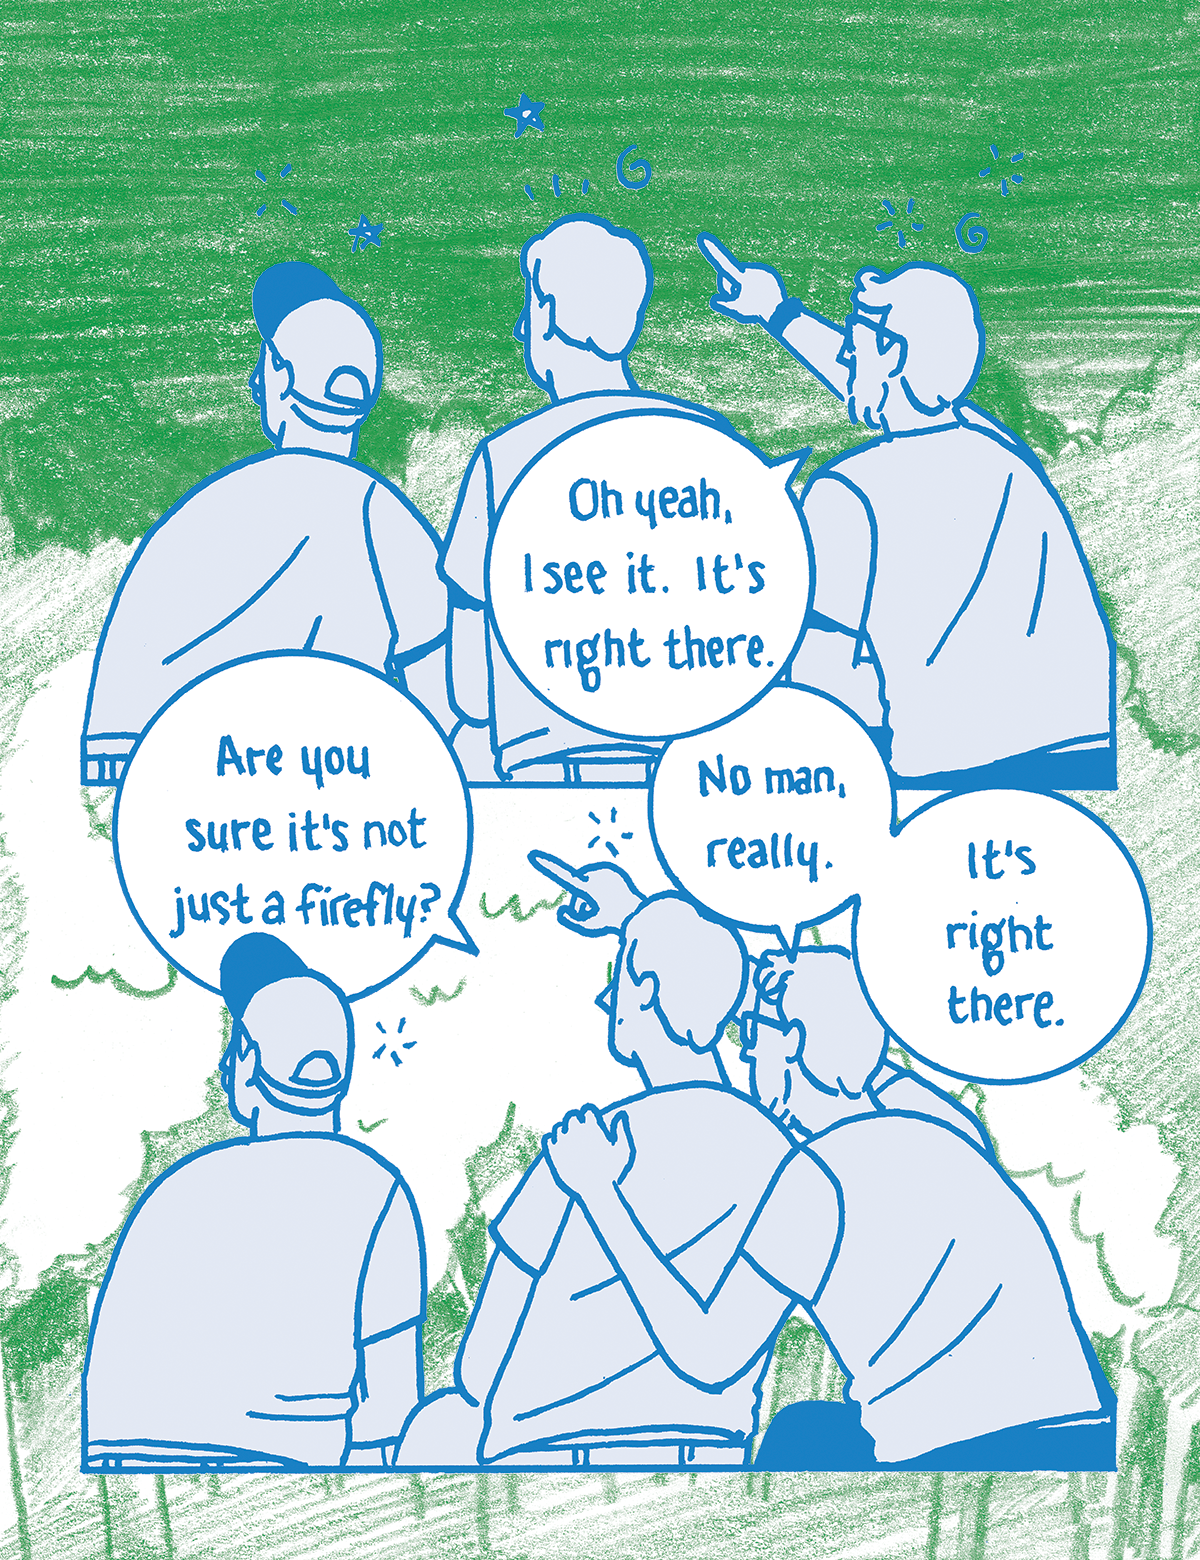 Oh yeah,
I see it. It's
right there.
Are you
sure it's not
just a firefly?
No man,
really.
It's
right
there.